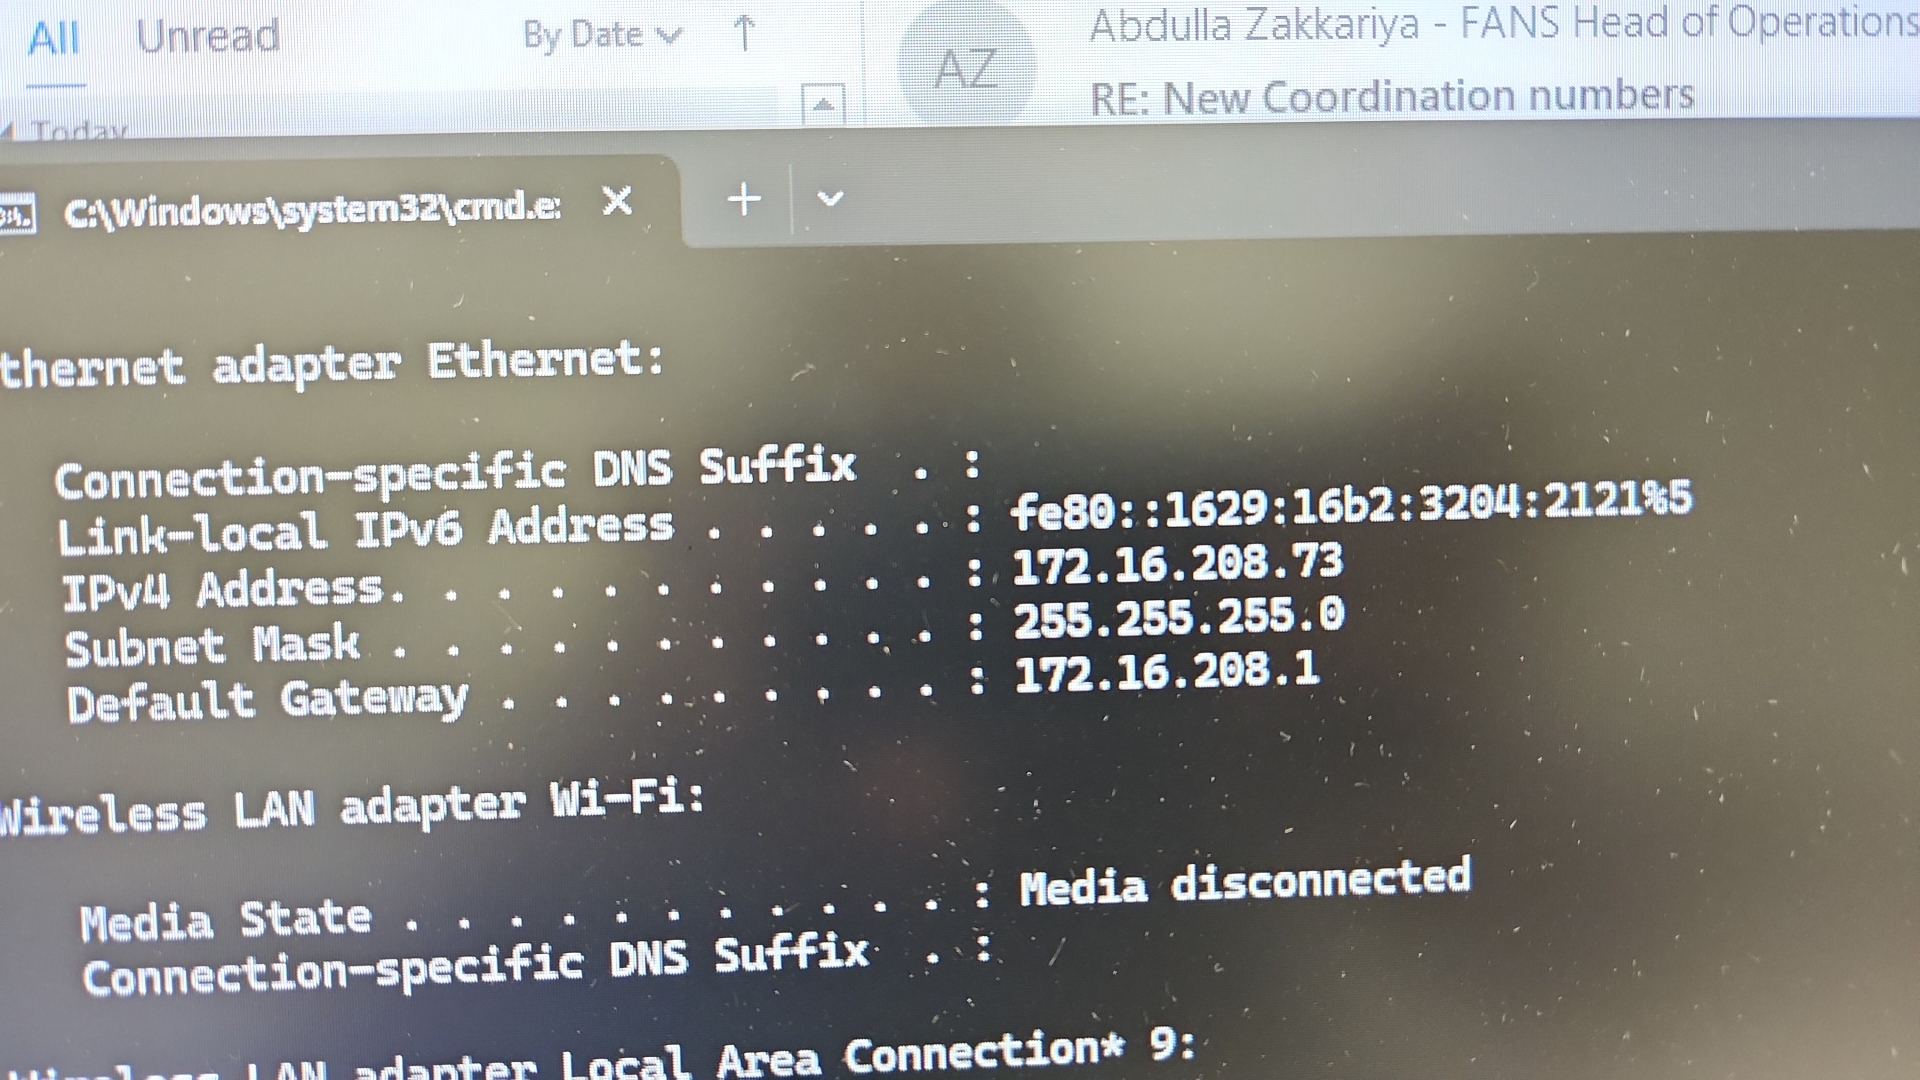 All Unread By Date
AZ
Abdulla Zakkariya - FANS Head of Operations
RE: New Coordination numbers
Today
C:\Windows\system32\cmd.e
thernet adapter Ethernet:
Connection-specific DNS Suffix . :
Link-local IPv6 Address . . . . . : fe80::1629:16b2:3204:2121%5
IPv4 Address. . . . . . . . . . . : 172.16.208.73
Subnet Mask . . . . . . . . . . . : 255.255.255.0
Default Gateway . . . . . . . . . : 172.16.208.1
Wireless LAN adapter Wi-Fi:
Media State . . . . . . . . . . . : Media disconnected
Connection-specific DNS Suffix . :
Wireless LAN adapter Local Area Connection* 9: